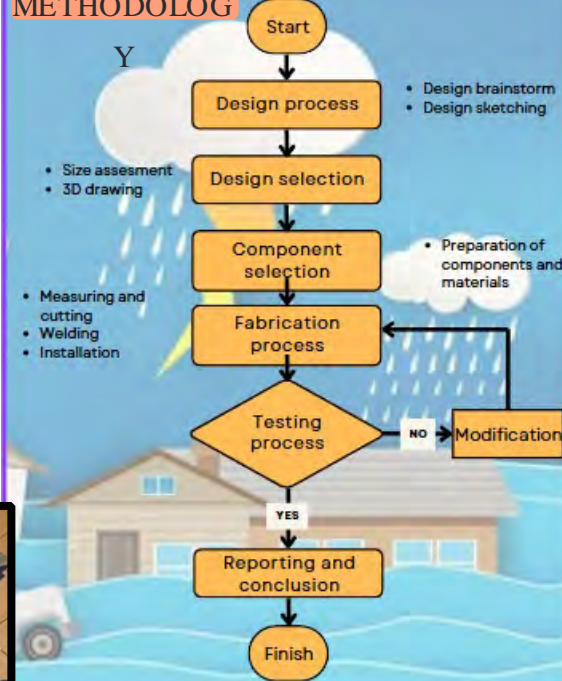 METHODOLOG
Y
Start
Design process
• Design brainstorm
• Design sketching
Design selection
• Size assesment
• 3D drawing
Component
selection
• Preparation of
components and
materials
Fabrication
process
• Measuring and
cutting
• Welding
• Installation
Testing
process
NO
Modification
YES
Reporting and
conclusion
Finish